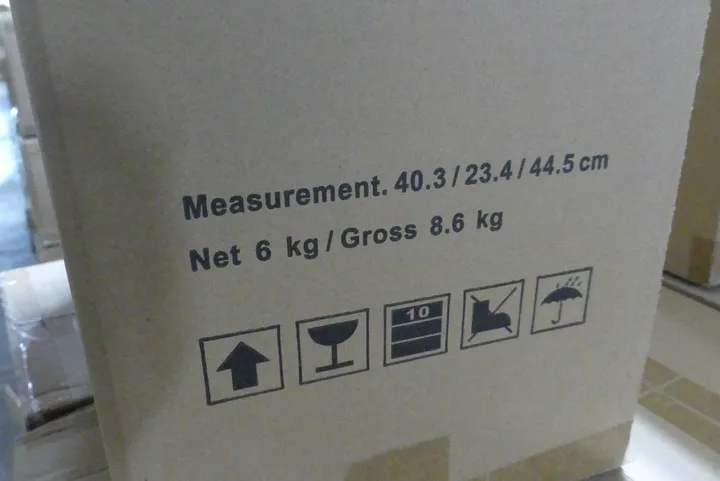 Measurement. 40.3 / 23.4 / 44.5 cm
Net 6 kg / Gross 8.6 kg
10